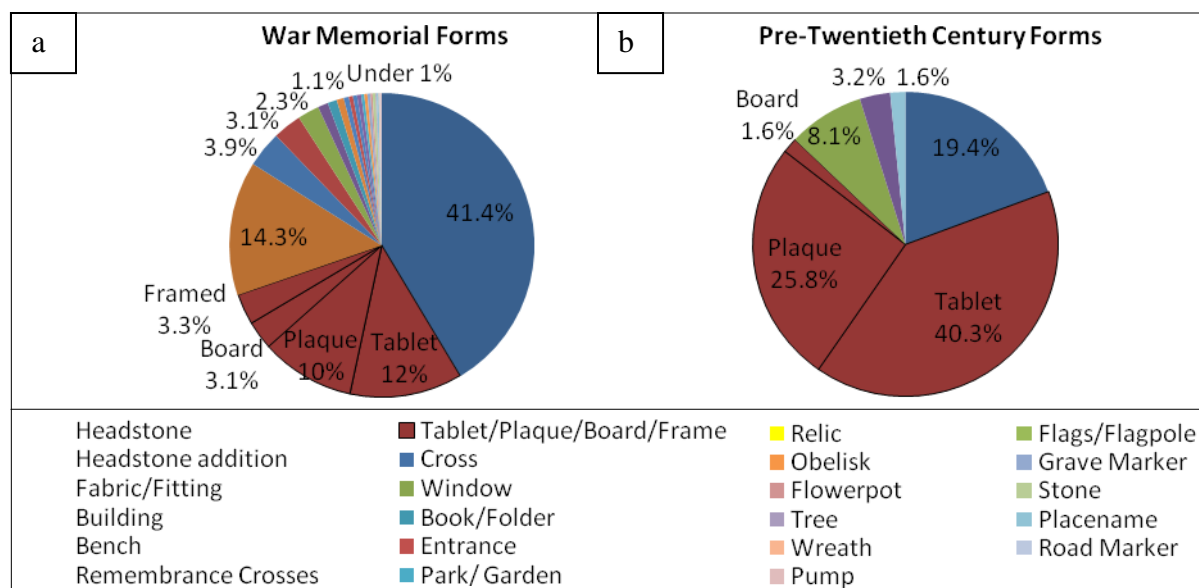 a
War Memorial Forms
1.1%
Under 1%
2.3%
3.1%
3.9%
41.4%
14.3%
Framed
3.3%
Board
3.1%
Plaque
10%
Tablet
12%
b
Pre-Twentieth Century Forms
3.2%
1.6%
Board
1.6%
8.1%
19.4%
Plaque
25.8%
Tablet
40.3%
Headstone
Headstone addition
Fabric/Fitting
Building
Bench
Remembrance Crosses
Tablet/Plaque/Board/Frame
Cross
Window
Book/Folder
Entrance
Park/ Garden
Relic
Obelisk
Flowerpot
Tree
Wreath
Pump
Flags/Flagpole
Grave Marker
Stone
Placename
Road Marker